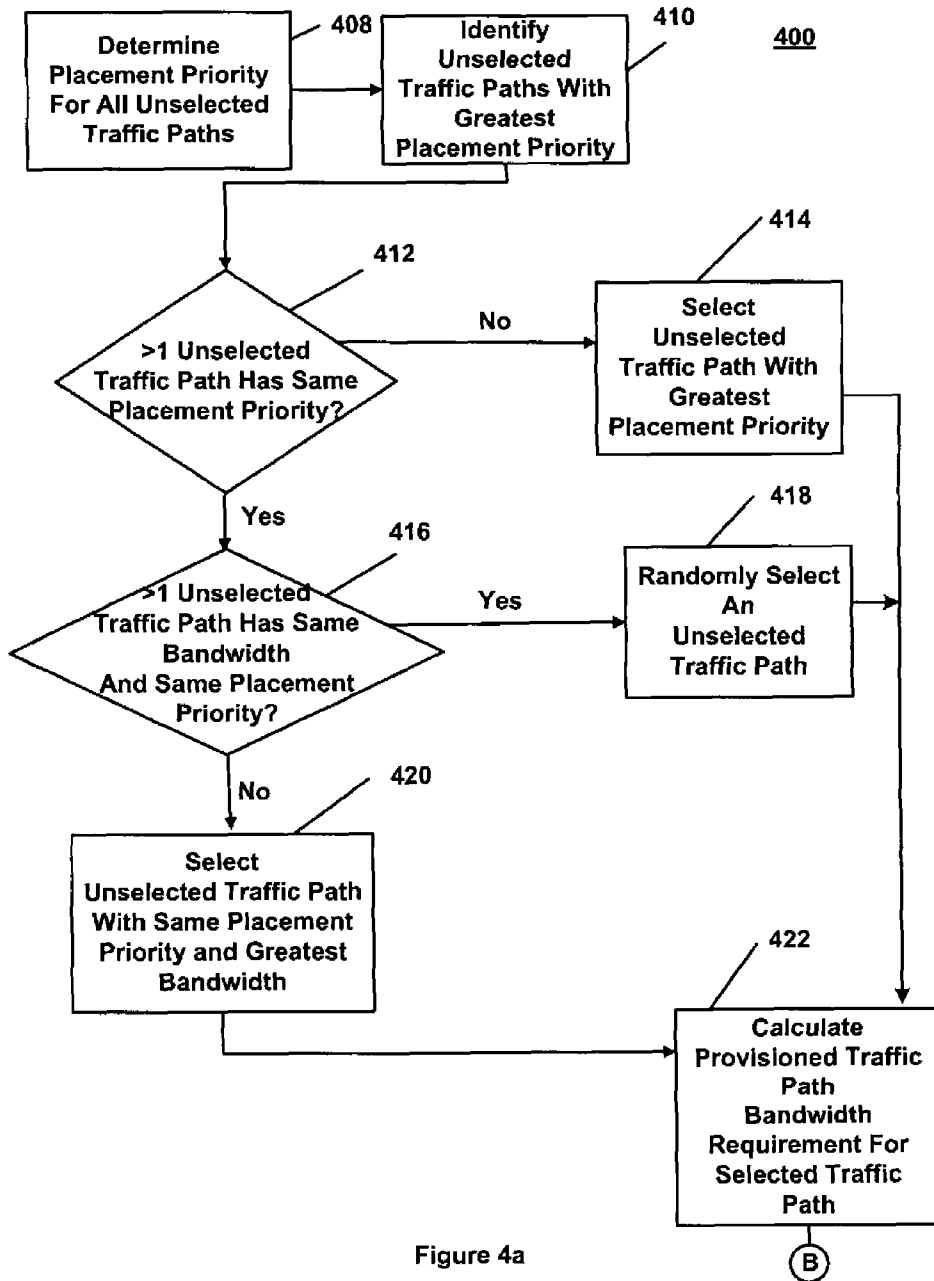 400
408
Determine
Placement Priority
For All Unselected
Traffic Paths
410
Identify
Unselected
Traffic Paths With
Greatest
Placement Priority
412
>1 Unselected
Traffic Path Has Same
Placement Priority?
No
414
Select
Unselected
Traffic Path With
Greatest
Placement Priority
Yes
416
>1 Unselected
Traffic Path Has Same
Bandwidth
And Same Placement
Priority?
Yes
418
Randomly Select
An
Unselected
Traffic Path
No
420
Select
Unselected Traffic Path
With Same Placement
Priority and Greatest
Bandwidth
422
Calculate
Provisioned Traffic
Path
Bandwidth
Requirement For
Selected Traffic
Path
B
Figure 4a